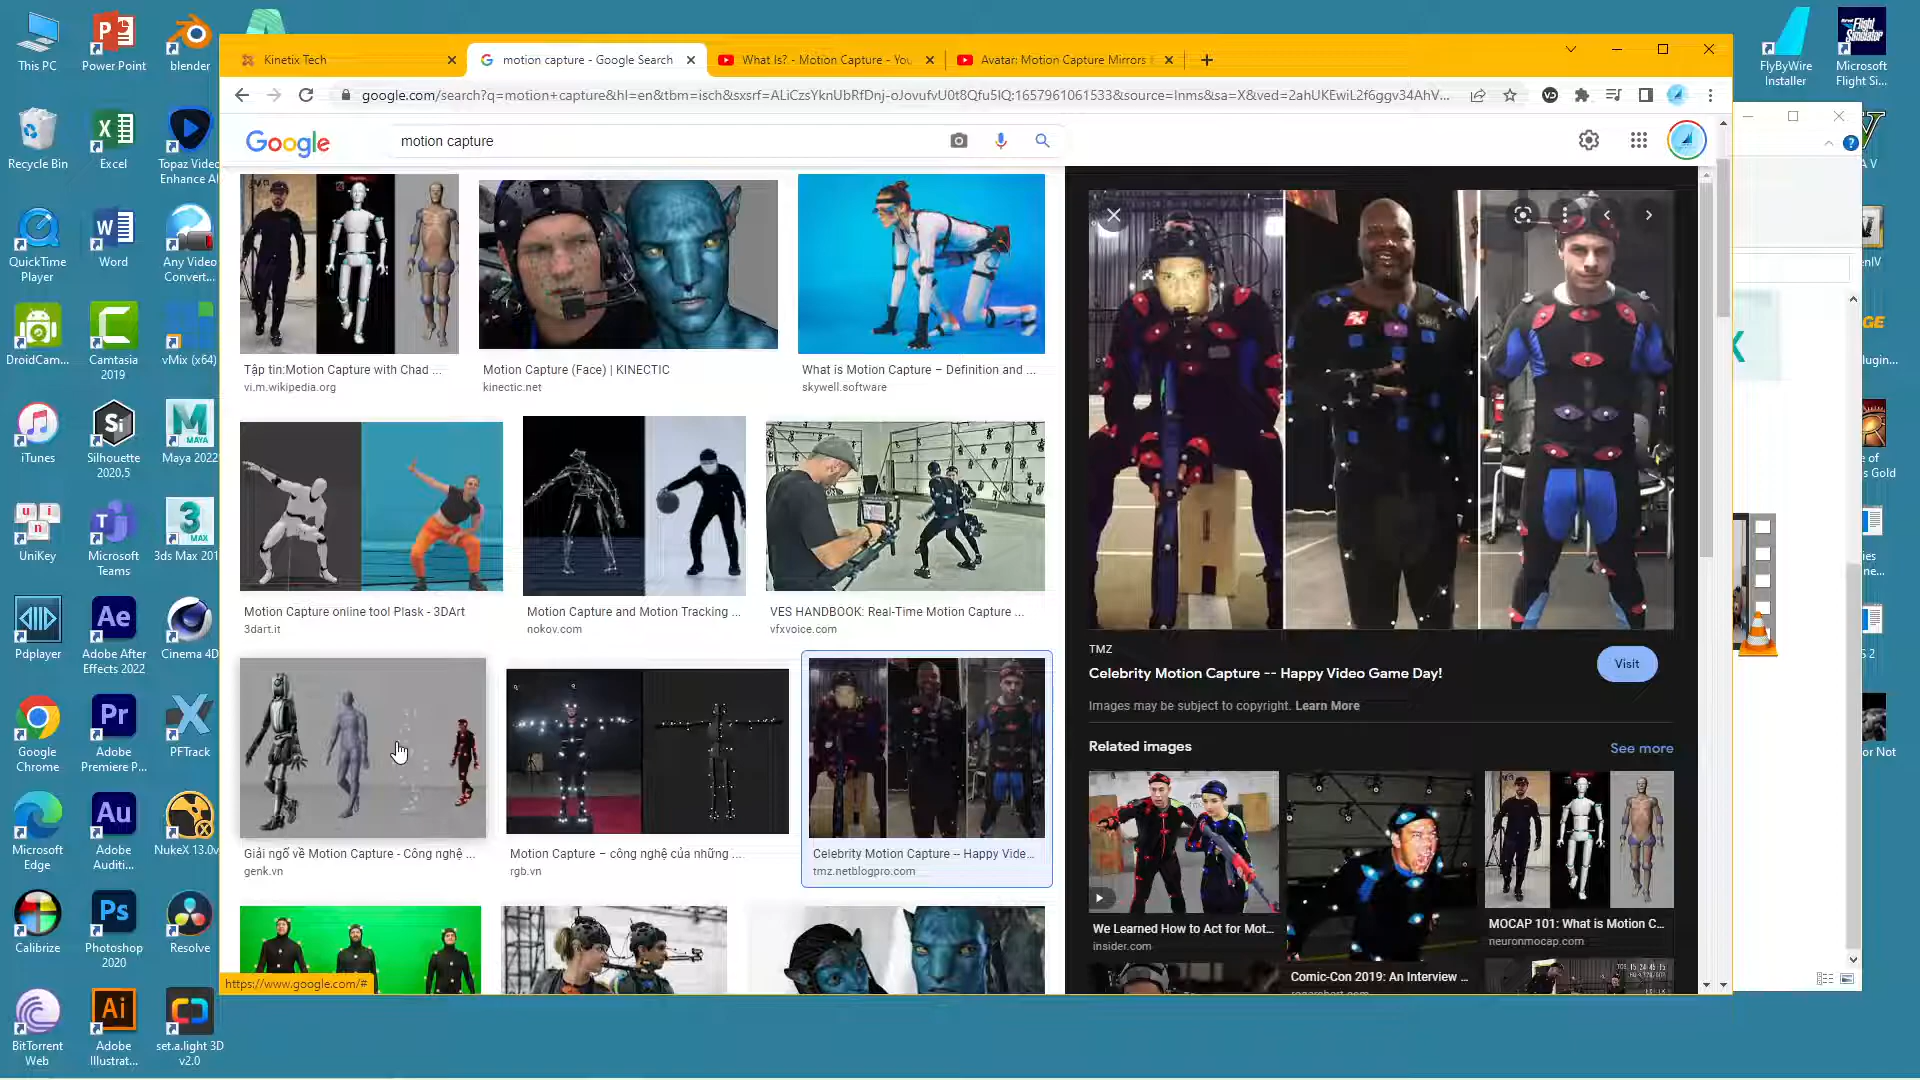 This PC
Power Point
blender
Recycle Bin
Excel
Topaz Video
Enhance AI
QuickTime
Player
Word
Any Video
Convert...
DroidCam...
Camtasia
2019
vMix (x64)
iTunes
Silhouette
2020.5
Maya 2022
UniKey
Microsoft
Teams
3ds Max 201
Pdplayer
Adobe After
Effects 2022
Cinema 4D
Google
Chrome
Adobe
Premiere P...
PFTrack
Microsoft
Edge
Adobe
Auditi...
NukeX 13.0v
Calibrize
Photoshop
2020
Resolve
BitTorrent
Web
Adobe
Illustrat...
set.a.light 3D
v2.0
Kinetix Tech
motion capture - Google Search
What Is? - Motion Capture - You
Avatar: Motion Capture Mirrors
google.com/search?q=motion+capture&hl=en&tbm=isch&sxsrf=ALiCzsYknUbRfDnj-oJovufvU0t8Qfu5IQ:1657961061533&source=lnms&sa=X&ved=2ahUKEwiL2f6ggv34AhV...
Google
motion capture
Tập tin:Motion Capture with Chad ...
vi.m.wikipedia.org
Motion Capture (Face) | KINECTIC
kinectic.net
What is Motion Capture – Definition and ...
skywell.software
Motion Capture online tool Plask - 3DArt
3dart.it
Motion Capture and Motion Tracking ...
nokov.com
VES HANDBOOK: Real-Time Motion Capture ...
vfxvoice.com
Giải ngố về Motion Capture - Công nghệ ...
genk.vn
Motion Capture – công nghệ của những ...
rgb.vn
Celebrity Motion Capture -- Happy Vide...
tmz.netblogpro.com
https://www.google.com/#
2K
TMZ
Celebrity Motion Capture -- Happy Video Game Day!
Visit
Images may be subject to copyright. Learn More
Related images
See more
We Learned How to Act for Mot...
insider.com
Comic-Con 2019: An Interview ...
MOCAP 101: What is Motion C...
neuronmocap.com
FlyByWire
Installer
Microsoft
Flight Si...
A V
enIV
lugin...
e of
s Gold
ies
ne...
S 2
or Not